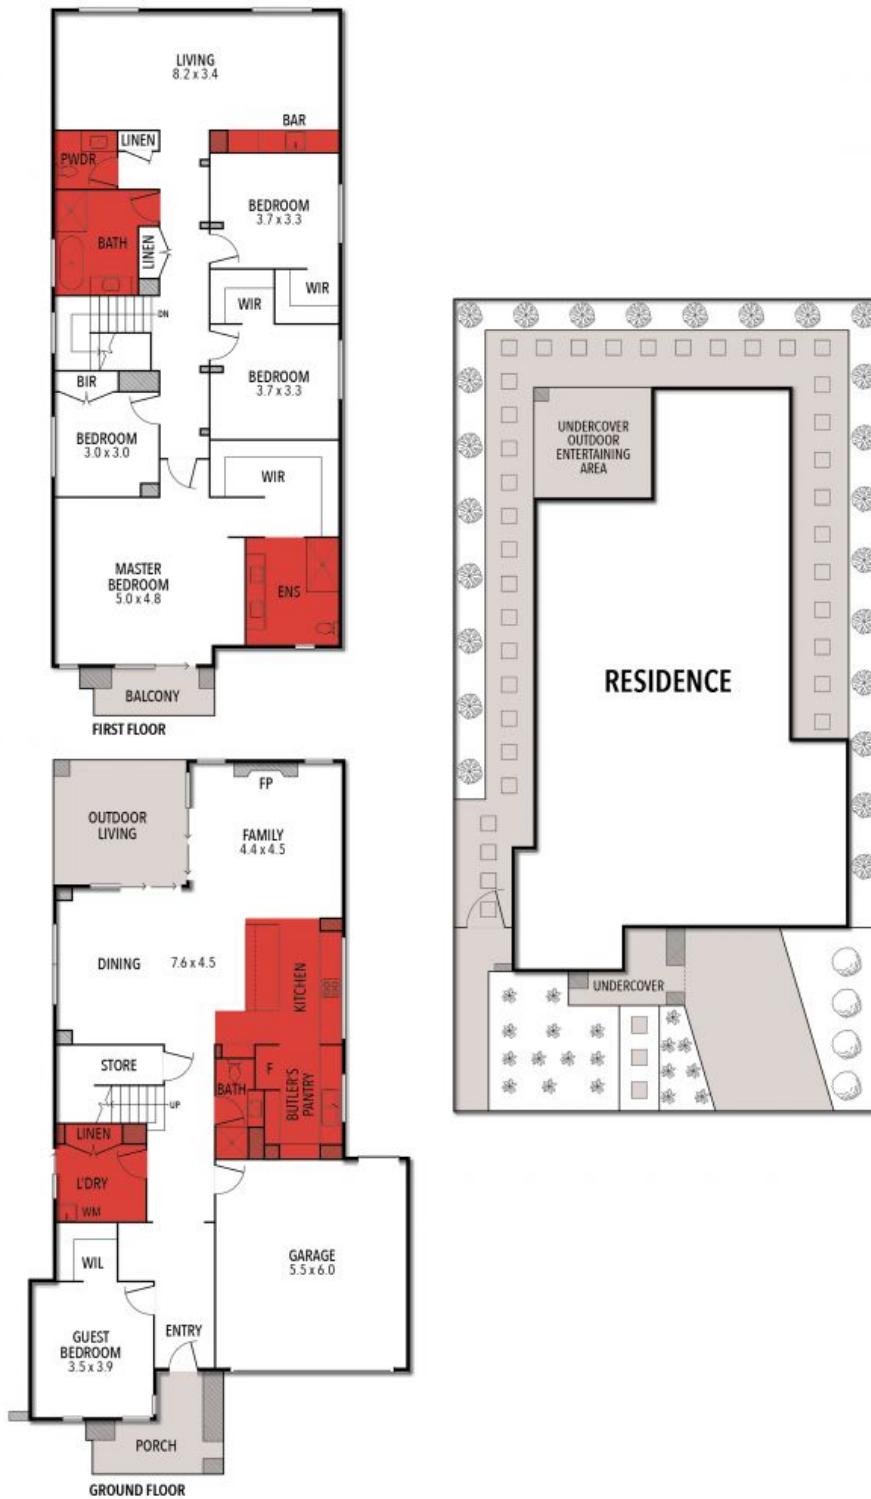 LIVING
8.2 x 3.4
BAR
LINEN
PWDR
BEDROOM
3.7 x 3.3
BATH
LINEN
WIR
WIR
DN
BEDROOM
3.7 x 3.3
BIR
BEDROOM
3.0 x 3.0
WIR
MASTER
BEDROOM
5.0 x 4.8
ENS
BALCONY
FIRST FLOOR
FP
OUTDOOR
LIVING
FAMILY
4.4 x 4.5
DINING
7.6 x 4.5
KITCHEN
STORE
F
BATH
BUTLER'S
PANTRY
UP
LINEN
L'DRY
WM
WIL
GARAGE
5.5 x 6.0
GUEST
BEDROOM
3.5 x 3.9
ENTRY
PORCH
GROUND FLOOR
UNDERCOVER
OUTDOOR
ENTERTAINING
AREA
RESIDENCE
UNDERCOVER